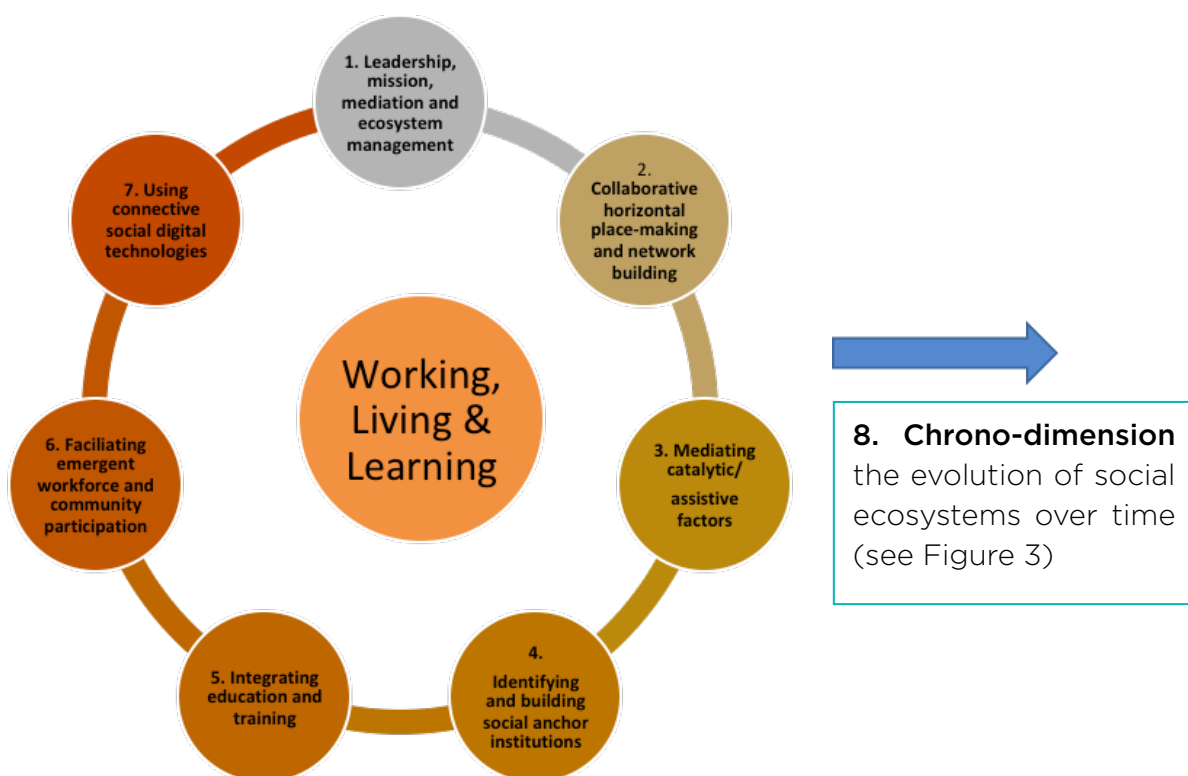 1. Leadership,
mission,
mediation and
ecosystem
management
2.
Collaborative
horizontal
place-making
and network
building
3. Mediating
catalytic/
assistive
factors
4.
Identifying
and building
social anchor
institutions
5. Integrating
education and
training
6. Faciliating
emergent
workforce and
community
participation
7. Using
connective
social digital
technologies
Working,
Living &
Learning
8. Chrono-dimension
the evolution of social
ecosystems over time
(see Figure 3)